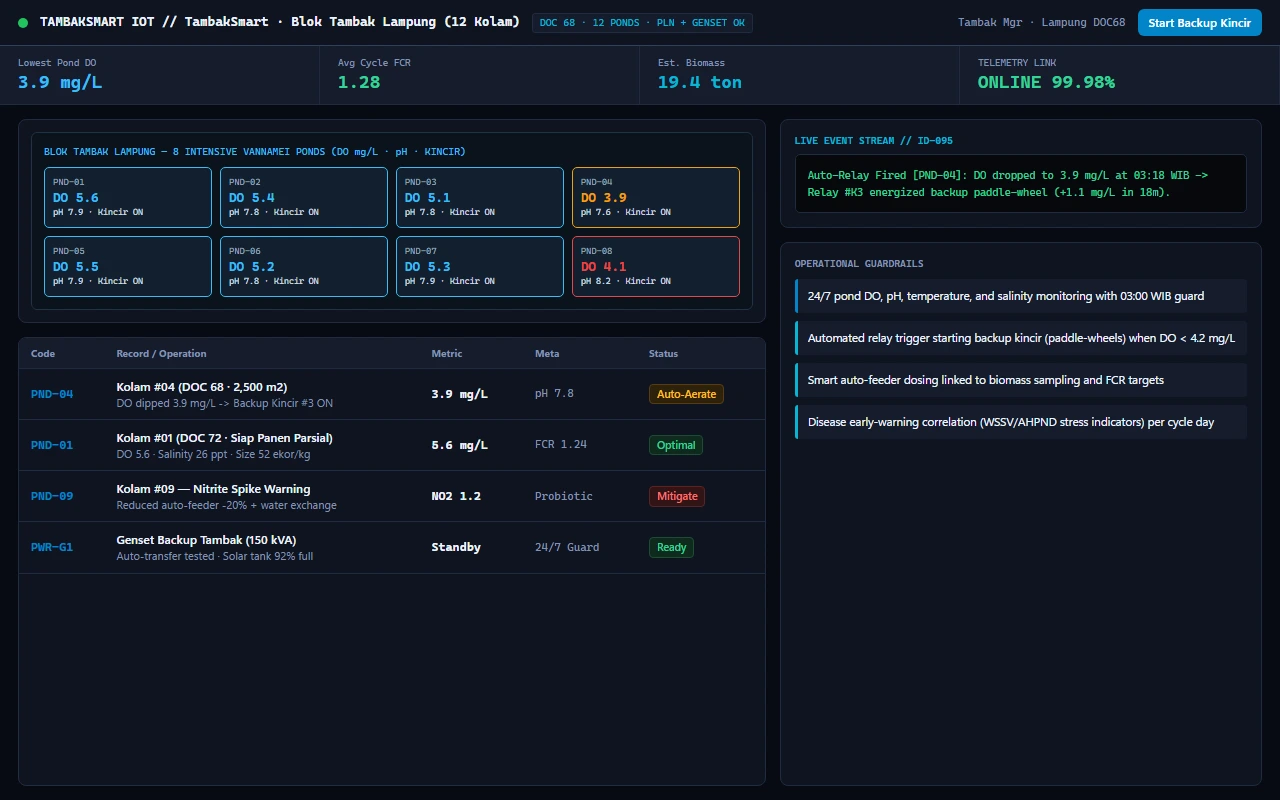 TAMBAKSMART IOT // TambakSmart · Blok Tambak Lampung (12 Kolam)
DOC 68 · 12 PONDS · PLN + GENSET OK
Tambak Mgr · Lampung DOC68
Start Backup Kincir
Lowest Pond DO
3.9 mg/L
Avg Cycle FCR
1.28
Est. Biomass
19.4 ton
TELEMETRY LINK
ONLINE 99.98%
BLOK TAMBAK LAMPUNG — 8 INTENSIVE VANNAMEI PONDS (DO mg/L · pH · KINCIR)
PND-01
DO 5.6
pH 7.9 · Kincir ON
PND-02
DO 5.4
pH 7.8 · Kincir ON
PND-03
DO 5.1
pH 7.8 · Kincir ON
PND-04
DO 3.9
pH 7.6 · Kincir ON
PND-05
DO 5.5
pH 7.9 · Kincir ON
PND-06
DO 5.2
pH 7.8 · Kincir ON
PND-07
DO 5.3
pH 7.9 · Kincir ON
PND-08
DO 4.1
pH 8.2 · Kincir ON
Code Record / Operation Metric Meta Status
PND-04 Kolam #04 (DOC 68 · 2,500 m2) 3.9 mg/L pH 7.8 Auto-Aerate
DO dipped 3.9 mg/L -> Backup Kincir #3 ON
PND-01 Kolam #01 (DOC 72 · Siap Panen Parsial) 5.6 mg/L FCR 1.24 Optimal
DO 5.6 · Salinity 26 ppt · Size 52 ekor/kg
PND-09 Kolam #09 — Nitrite Spike Warning NO2 1.2 Probiotic Mitigate
Reduced auto-feeder -20% + water exchange
PWR-G1 Genset Backup Tambak (150 kVA) Standby 24/7 Guard Ready
Auto-transfer tested · Solar tank 92% full
LIVE EVENT STREAM // ID-095
Auto-Relay Fired [PND-04]: DO dropped to 3.9 mg/L at 03:18 WIB ->
Relay #K3 energized backup paddle-wheel (+1.1 mg/L in 18m).
OPERATIONAL GUARDRAILS
24/7 pond DO, pH, temperature, and salinity monitoring with 03:00 WIB guard
Automated relay trigger starting backup kincir (paddle-wheels) when DO < 4.2 mg/L
Smart auto-feeder dosing linked to biomass sampling and FCR targets
Disease early-warning correlation (WSSV/AHPND stress indicators) per cycle day